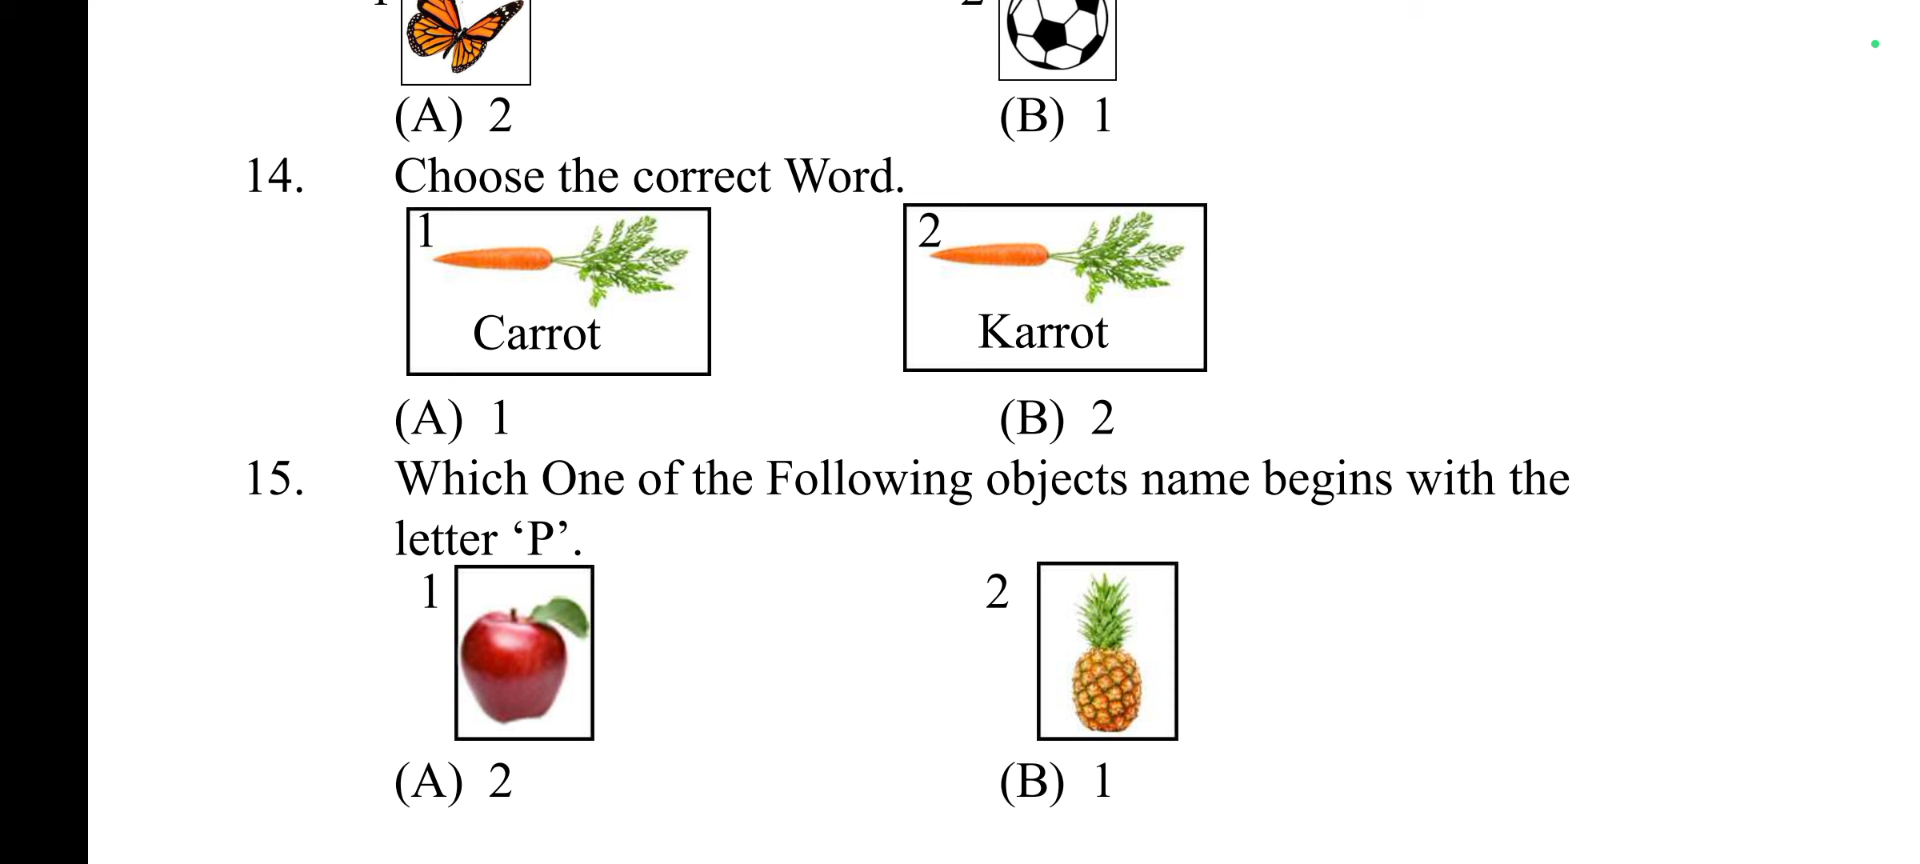 (A) 2 (B) 1
14. Choose the correct Word.
1 2
Carrot Karrot
(A) 1 (B) 2
15. Which One of the Following objects name begins with the
letter ‘P’.
1 2
(A) 2 (B) 1